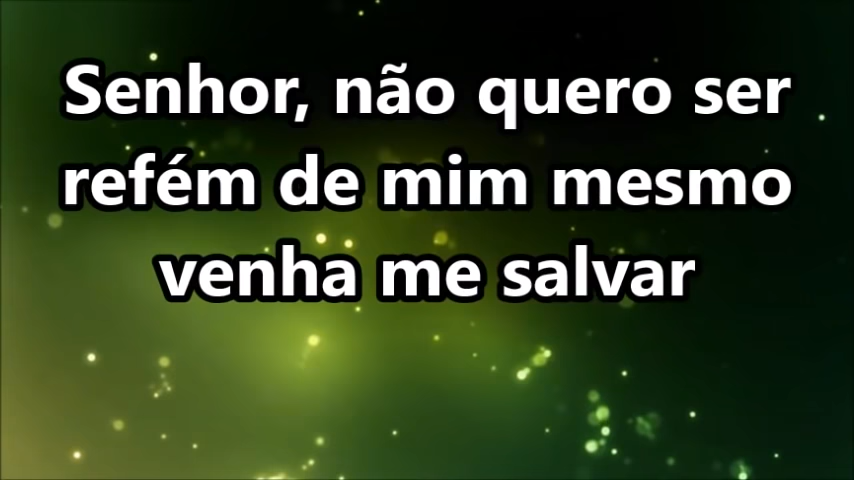 Senhor, não quero ser
refém de mim mesmo
venha me salvar